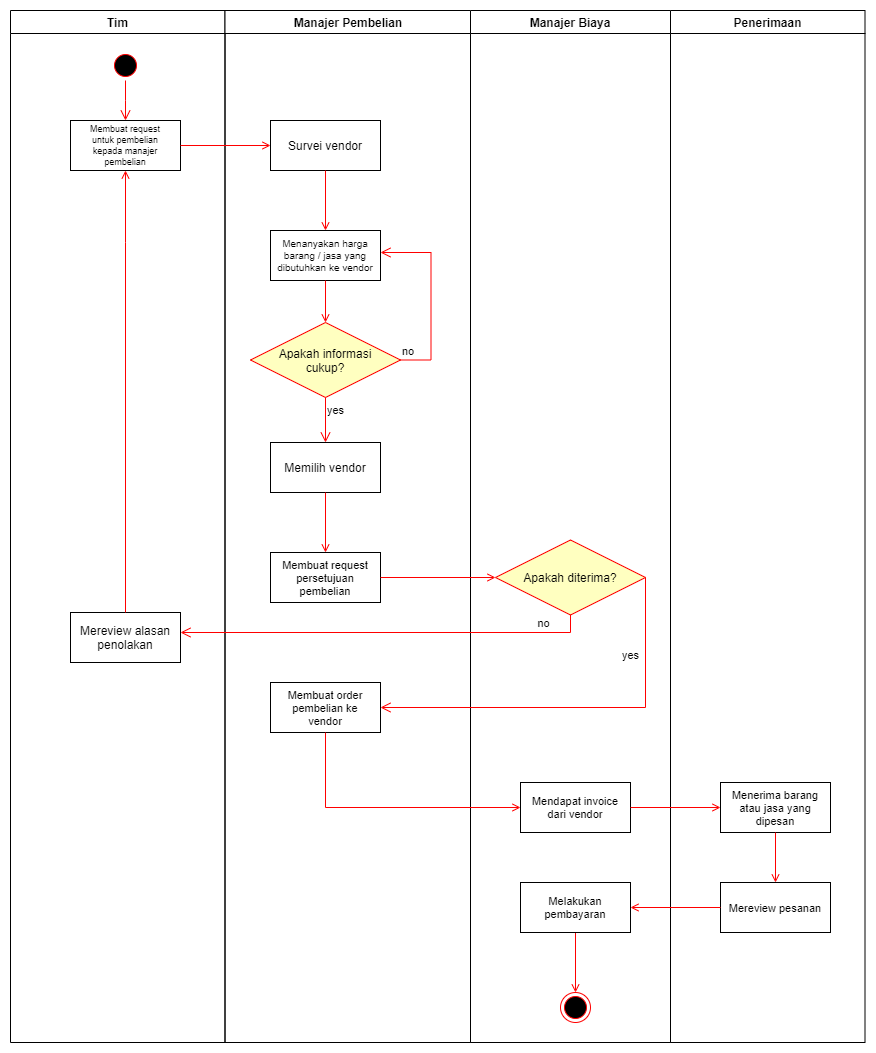 Tim
Manajer Pembelian
Manajer Biaya
Penerimaan
Membuat request
untuk pembelian
kepada manajer
pembelian
Survei vendor
Menanyakan harga
barang / jasa yang
dibutuhkan ke vendor
Apakah informasi
cukup?
no
yes
Memilih vendor
Membuat request
persetujuan
pembelian
Apakah diterima?
no
yes
Mereview alasan
penolakan
Membuat order
pembelian ke
vendor
Mendapat invoice
dari vendor
Menerima barang
atau jasa yang
dipesan
Melakukan
pembayaran
Mereview pesanan